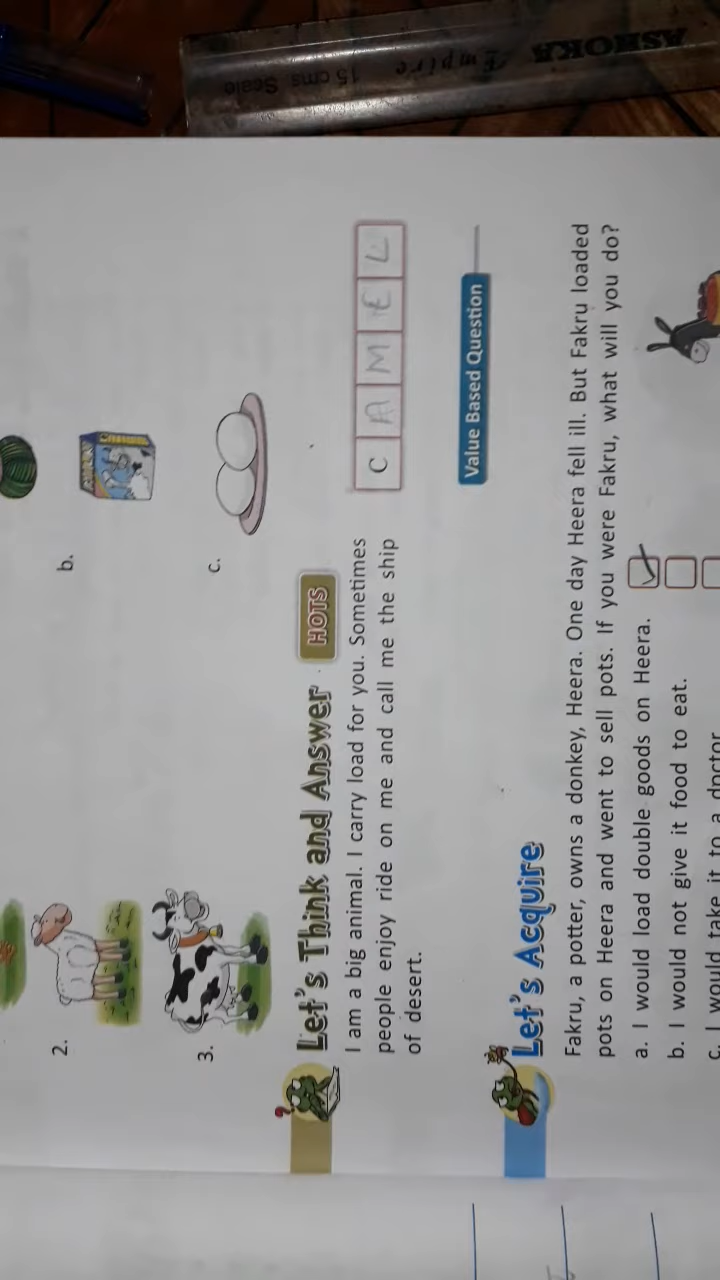 ASHOKA
Empire
15 cms Scale
b.
2.
c.
3.
Let's Think and Answer HOTS
I am a big animal. I carry load for you. Sometimes
people enjoy ride on me and call me the ship
of desert.
C A M E L
Value Based Question
Let's Acquire
Fakru, a potter, owns a donkey, Heera. One day Heera fell ill. But Fakru loaded
pots on Heera and went to sell pots. If you were Fakru, what will you do?
a. I would load double goods on Heera.
b. I would not give it food to eat.
c. I would take it to a doctor